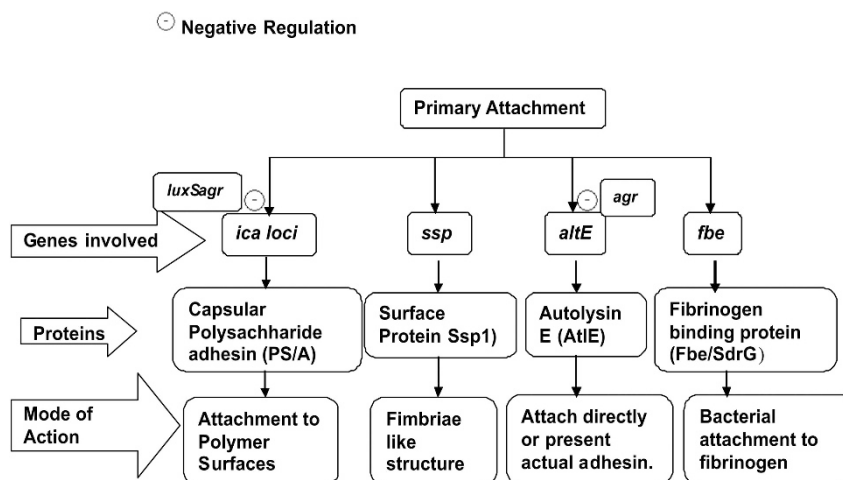 - Negative Regulation
Primary Attachment
luxSagr
-
-
agr
Genes involved
ica loci
ssp
altE
fbe
Proteins
Capsular
Polysachharide
adhesin (PS/A)
Surface
Protein Ssp1)
Autolysin
E (AtlE)
Fibrinogen
binding protein
(Fbe/SdrG)
Mode of
Action
Attachment to
Polymer
Surfaces
Fimbriae
like
structure
Attach directly
or present
actual adhesin.
Bacterial
attachment to
fibrinogen